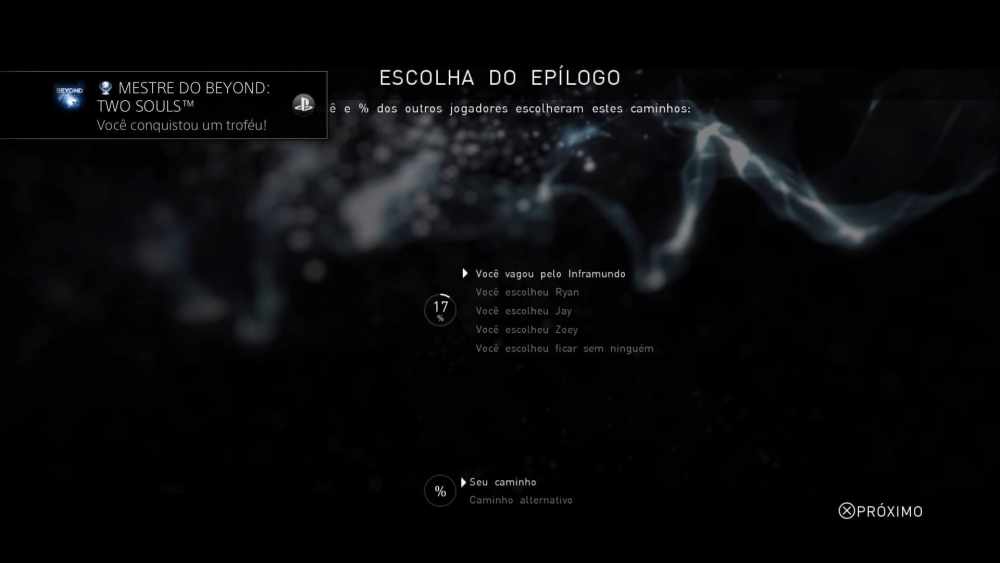 ESCOLHA DO EPÍLOGO
BEYOND
MESTRE DO BEYOND:
TWO SOULS™
Você conquistou um troféu!
ê e % dos outros jogadores escolheram estes caminhos:
Você vagou pelo Inframundo
Você escolheu Ryan
17
%
Você escolheu Jay
Você escolheu Zoey
Você escolheu ficar sem ninguém
%
Seu caminho
Caminho alternativo
PRÓXIMO